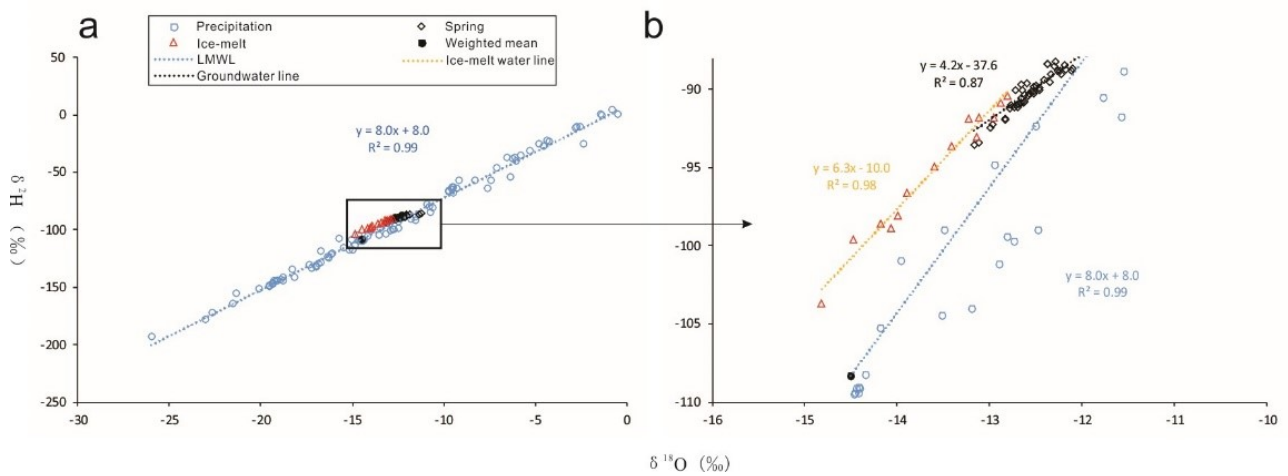 a
Precipitation
Spring
Ice-melt
Weighted mean
LMWL
Ice-melt water line
Groundwater line
50
0
-50
-100
-150
-200
-250
y = 8.0x + 8.0
R² = 0.99
-30
-25
-20
-15
-10
-5
0
δ ²H (‰)
b
-90
-95
-100
-105
-110
y = 4.2x - 37.6
R² = 0.87
y = 6.3x - 10.0
R² = 0.98
y = 8.0x + 8.0
R² = 0.99
-16
-15
-14
-13
-12
-11
-10
δ ¹⁸O (‰)